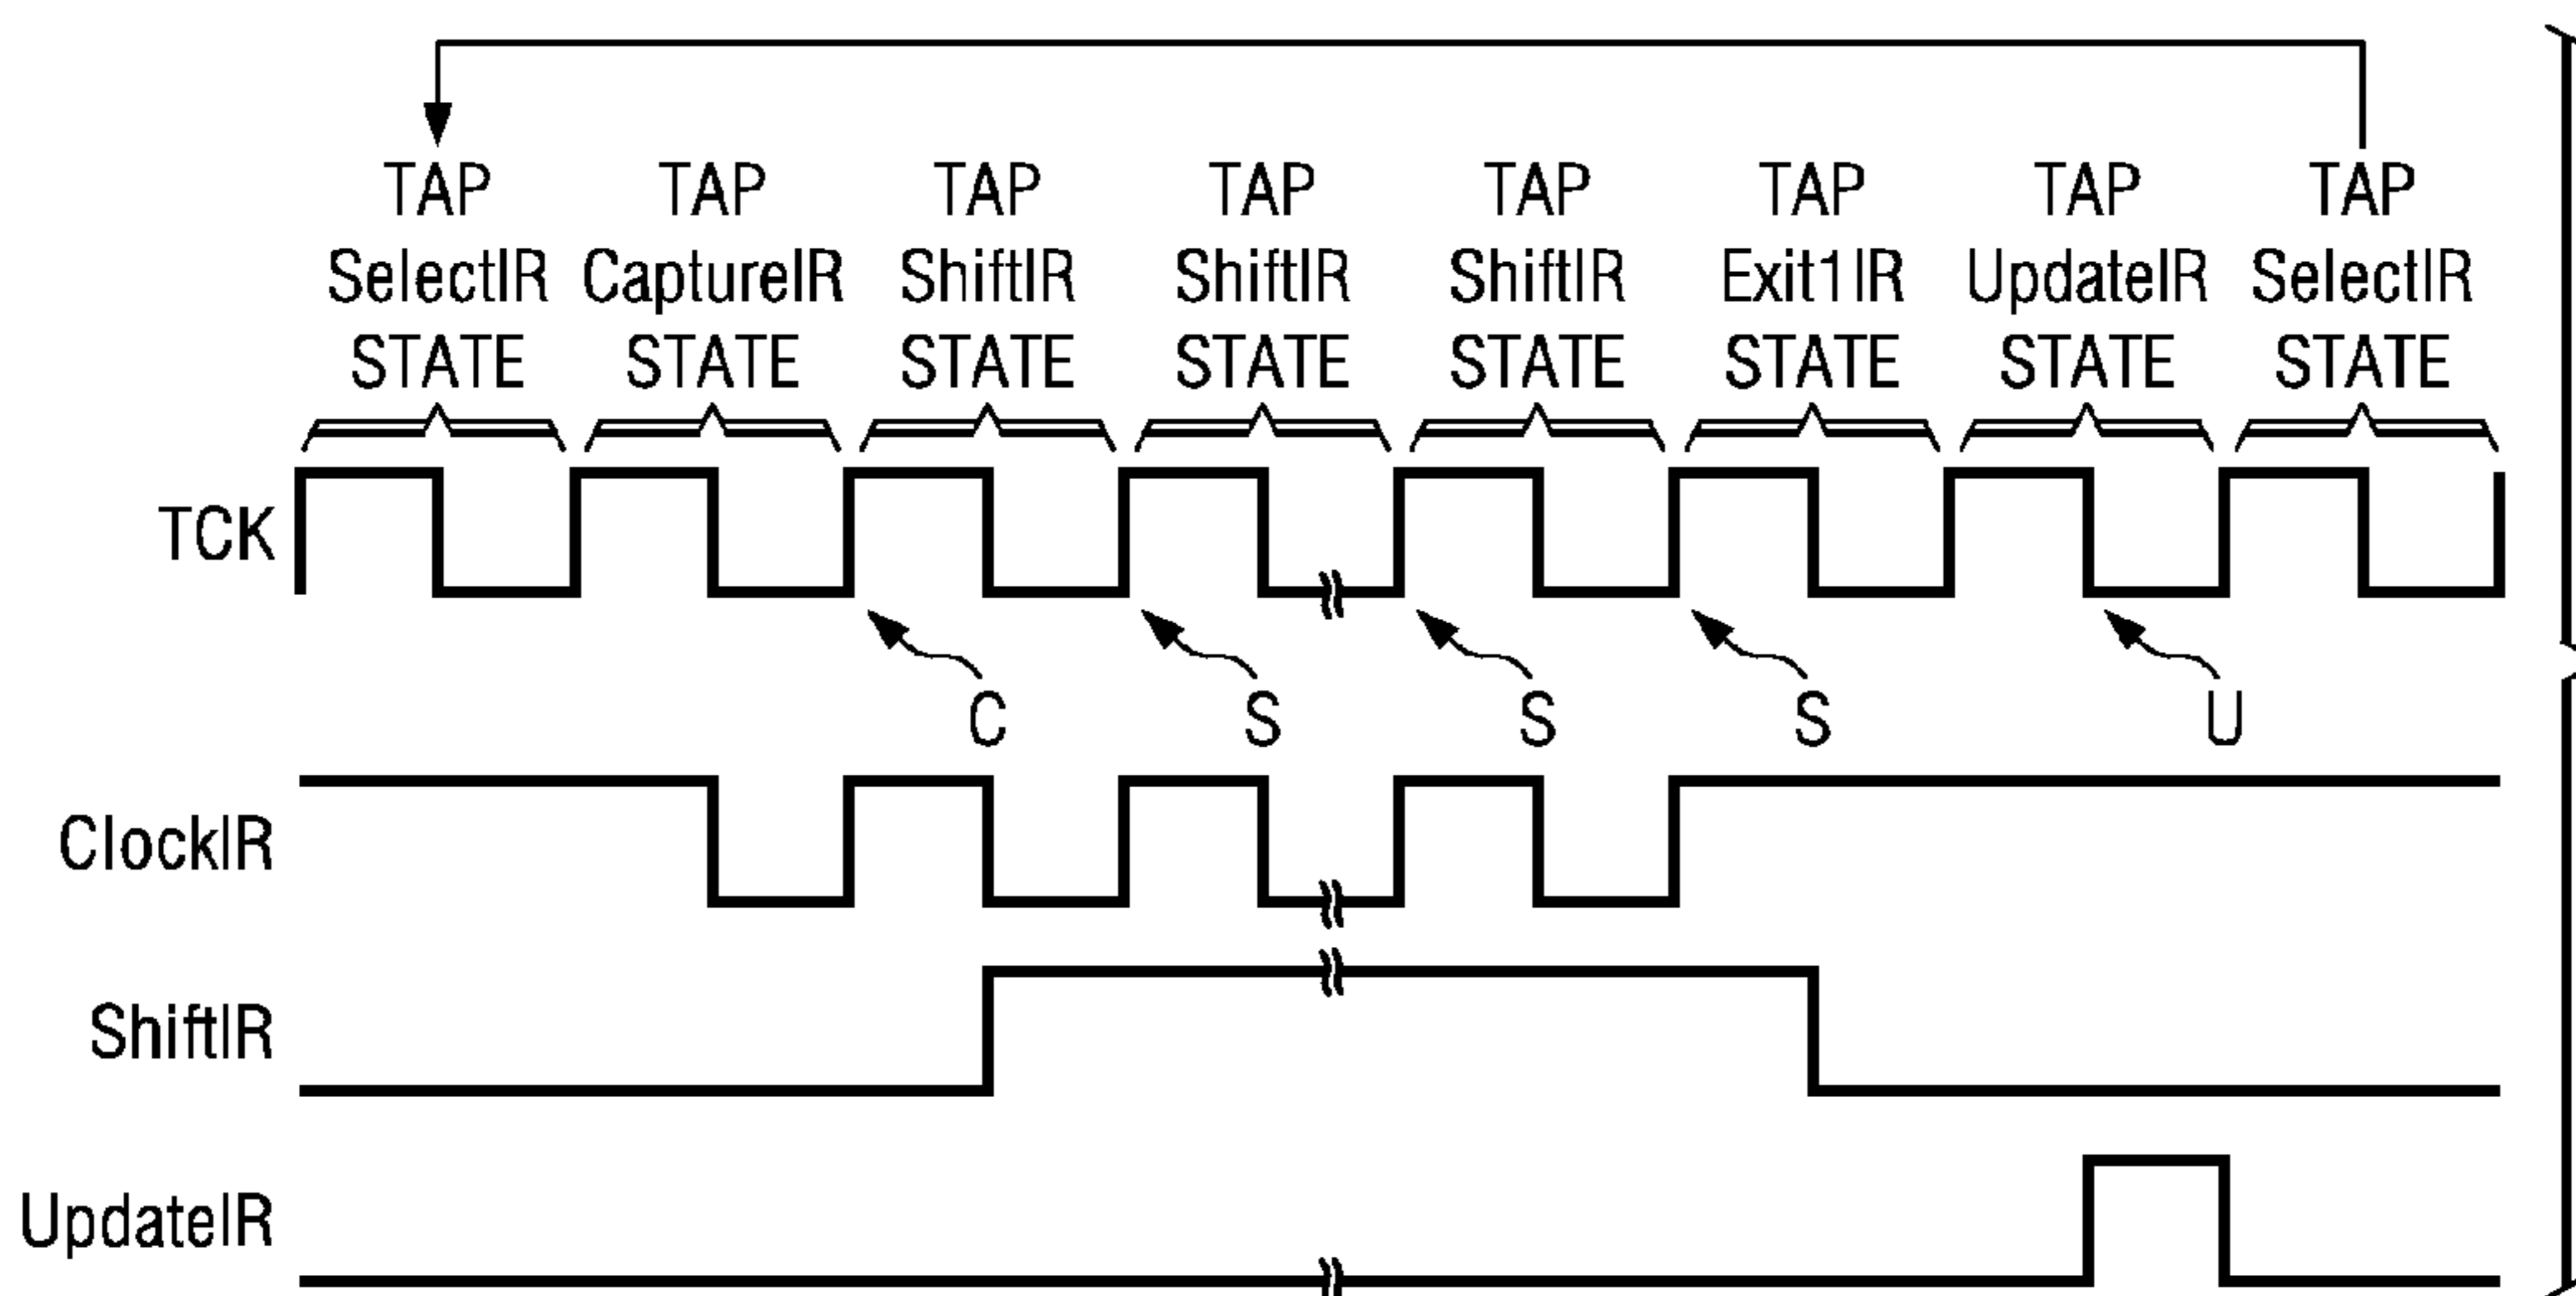 TAP TAP TAP TAP TAP TAP TAP TAP
SelectIR CaptureIR ShiftIR ShiftIR ShiftIR Exit1IR UpdateIR SelectIR
STATE STATE STATE STATE STATE STATE STATE STATE
TCK
C S S S U
ClockIR
ShiftIR
UpdateIR